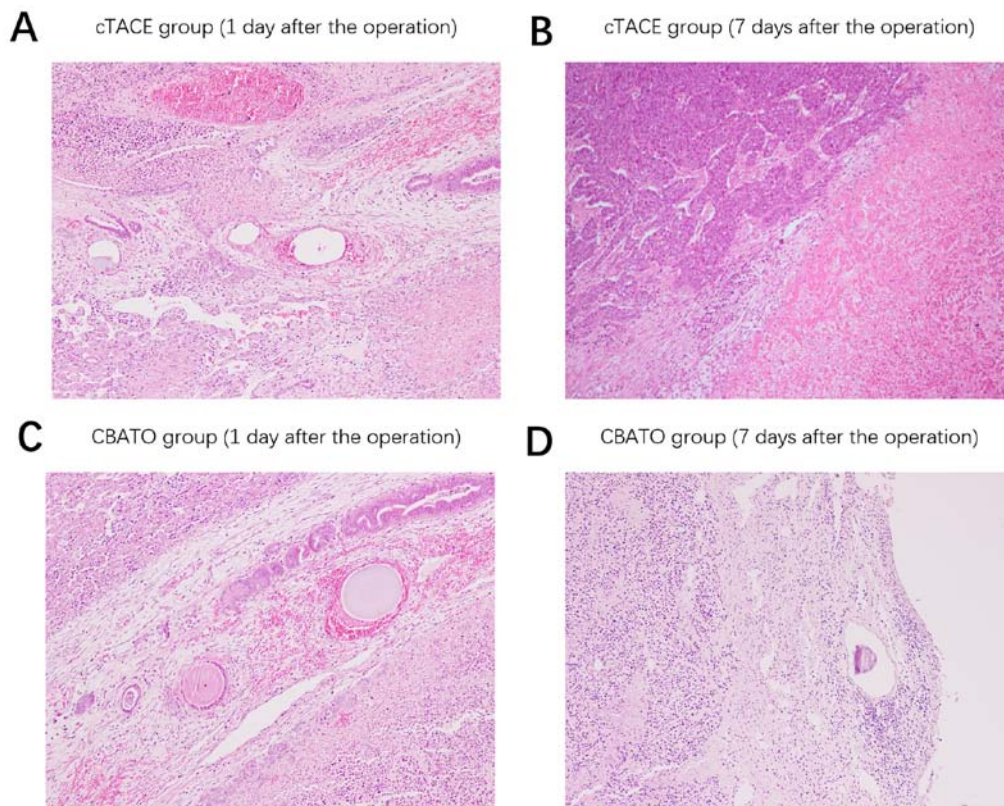 A cTACE group (1 day after the operation)
B cTACE group (7 days after the operation)
C CBATO group (1 day after the operation)
D CBATO group (7 days after the operation)